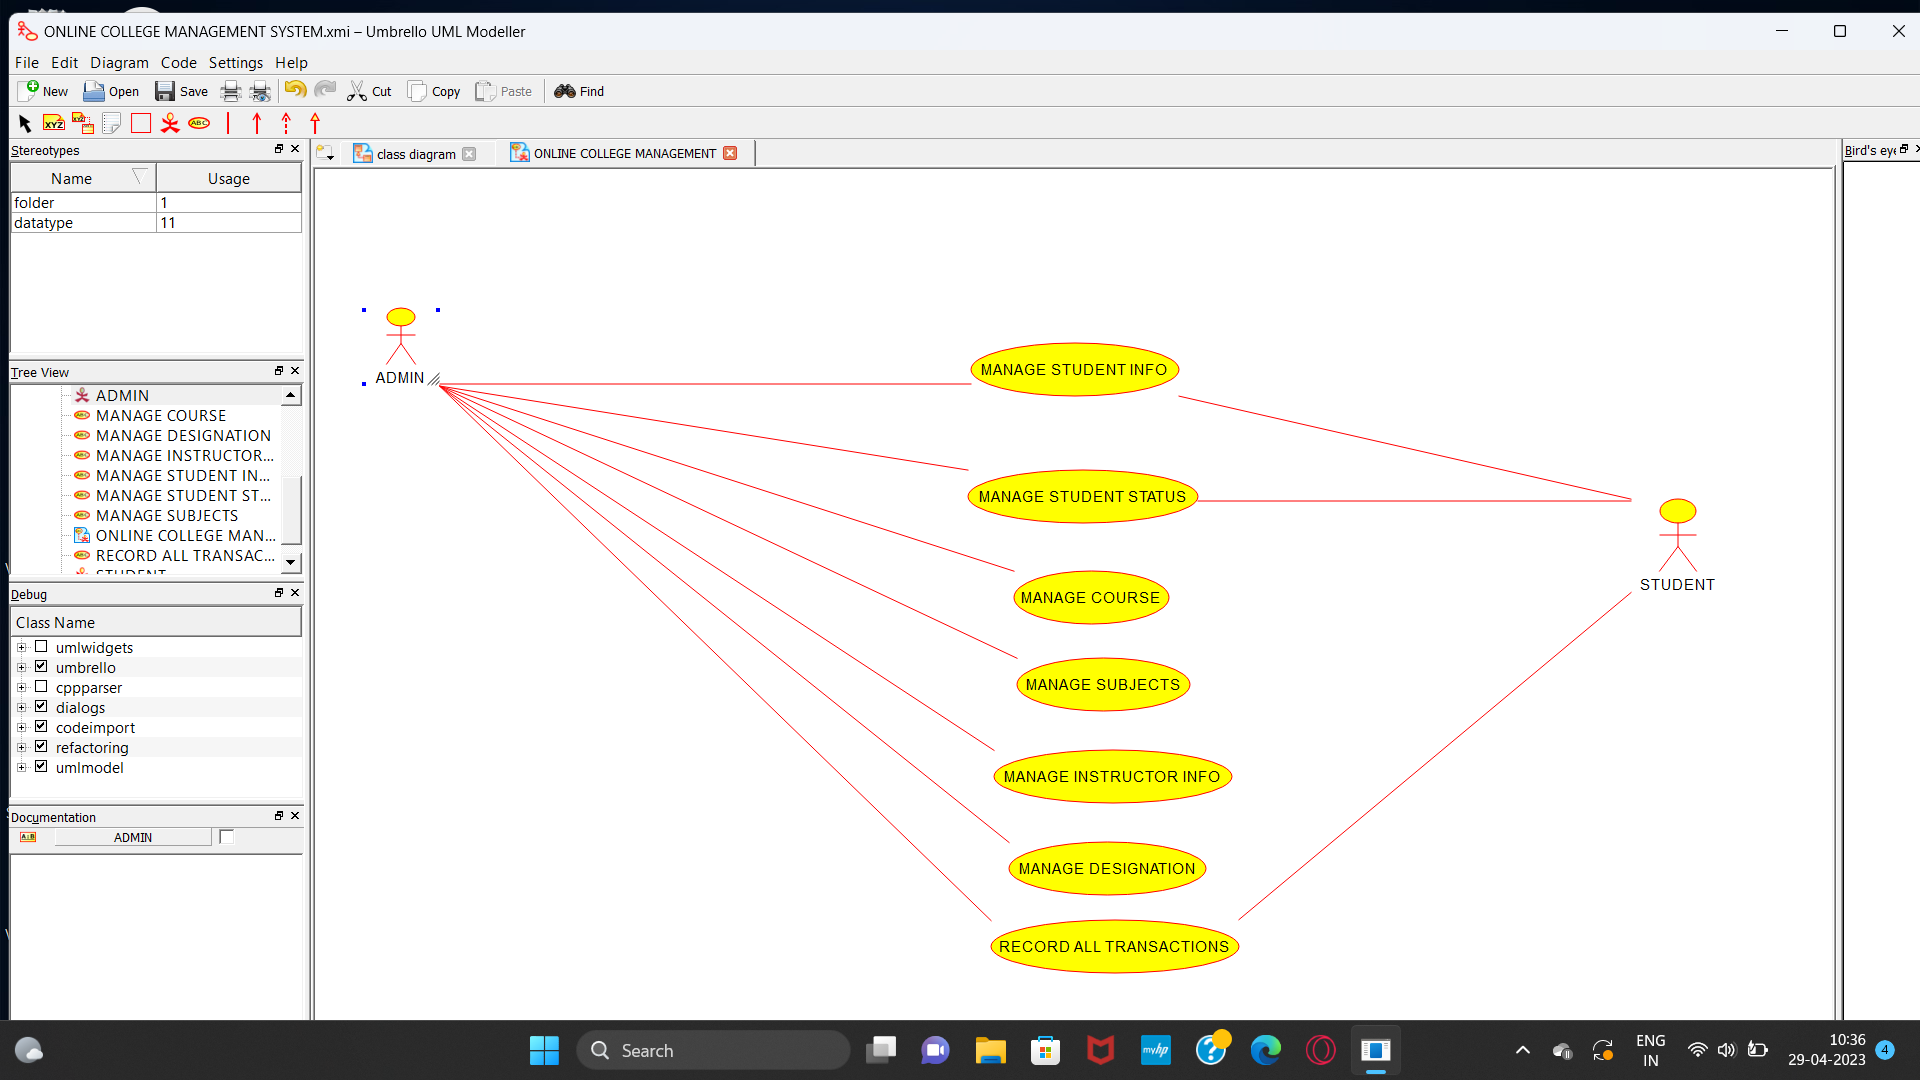 ONLINE COLLEGE MANAGEMENT SYSTEM.xmi – Umbrello UML Modeller
File Edit Diagram Code Settings Help
New Open Save Cut Copy Paste Find
XYZ ABC
Stereotypes
Name Usage
folder 1
datatype 11
Tree View
ADMIN
MANAGE COURSE
MANAGE DESIGNATION
MANAGE INSTRUCTOR...
MANAGE STUDENT IN...
MANAGE STUDENT ST...
MANAGE SUBJECTS
ONLINE COLLEGE MAN...
RECORD ALL TRANSAC...
STUDENT
Debug
Class Name
umlwidgets
umbrello
cppparser
dialogs
codeimport
refactoring
umlmodel
Documentation
ADMIN
class diagram
ONLINE COLLEGE MANAGEMENT
Bird's eye
ADMIN
MANAGE STUDENT INFO
MANAGE STUDENT STATUS
MANAGE COURSE
MANAGE SUBJECTS
MANAGE INSTRUCTOR INFO
MANAGE DESIGNATION
RECORD ALL TRANSACTIONS
STUDENT
Search
myhp
ENG
IN
10:36
29-04-2023
4